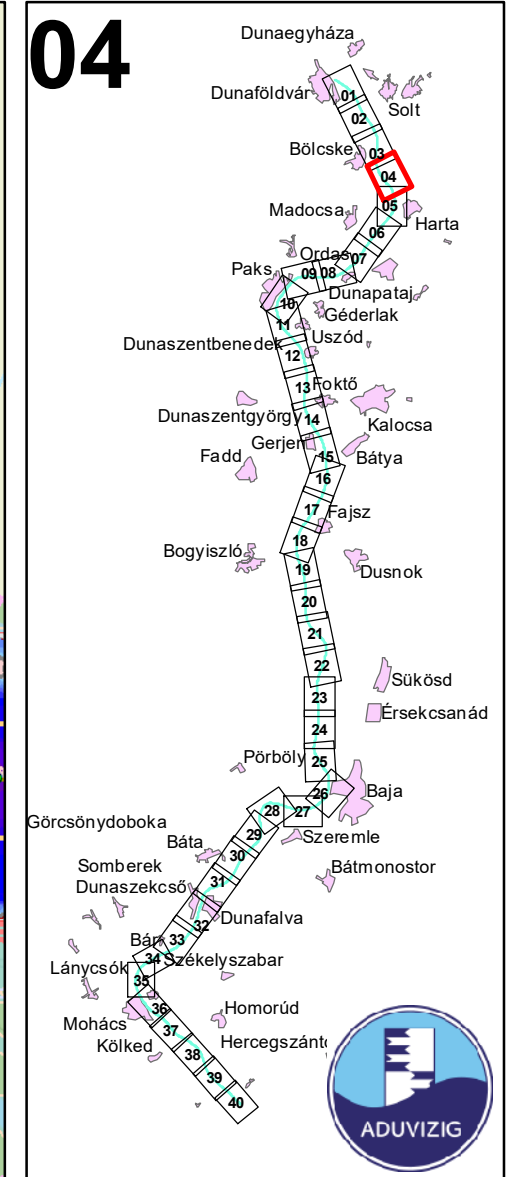 04
Dunaegyháza
Dunaföldvár
01
Solt
02
Bölcske
03
04
05
Madocsa
Harta
06
Ordas
07
Paks
09
08
Dunapataj
10
Géderlak
11
Uszód
Dunaszentbenedek
12
13
Foktő
Dunaszentgyörgy
14
Kalocsa
Gerjen
15
Bátya
Fadd
16
17
Fajsz
18
Bogyiszló
19
Dusnok
20
21
22
Sükösd
23
Érsekcsanád
24
Pörböly
25
26
Baja
28
27
Görcsönydoboka
29
Szeremle
Báta
30
Somberek
31
Bátmonostor
Dunaszekcső
32
Dunafalva
Bár
33
34
Székelyszabar
Lánycsók
35
36
Homorúd
Mohács
37
Kölked
38
Hercegszántó
39
40
ADUVIZIG